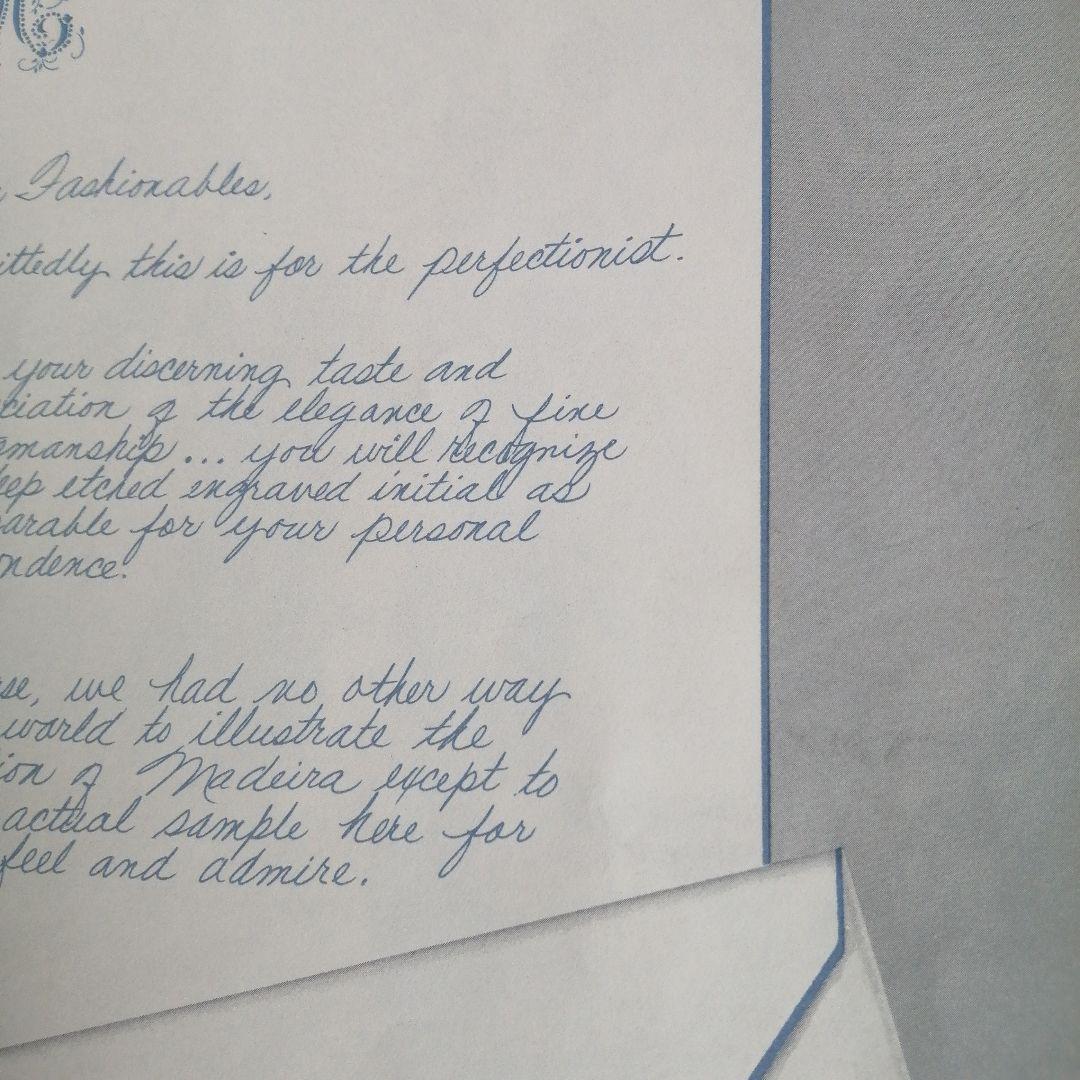 Fashionables,
ittedly this is for the perfectionist.
your discerning taste and
ciation of the elegance of fine
smanship... you will recognize
eep etched engraved initial as
arable for your personal
ndence.
se, we had no other way
world to illustrate the
ion of Madeira except to
actual sample here for
feel and admire.